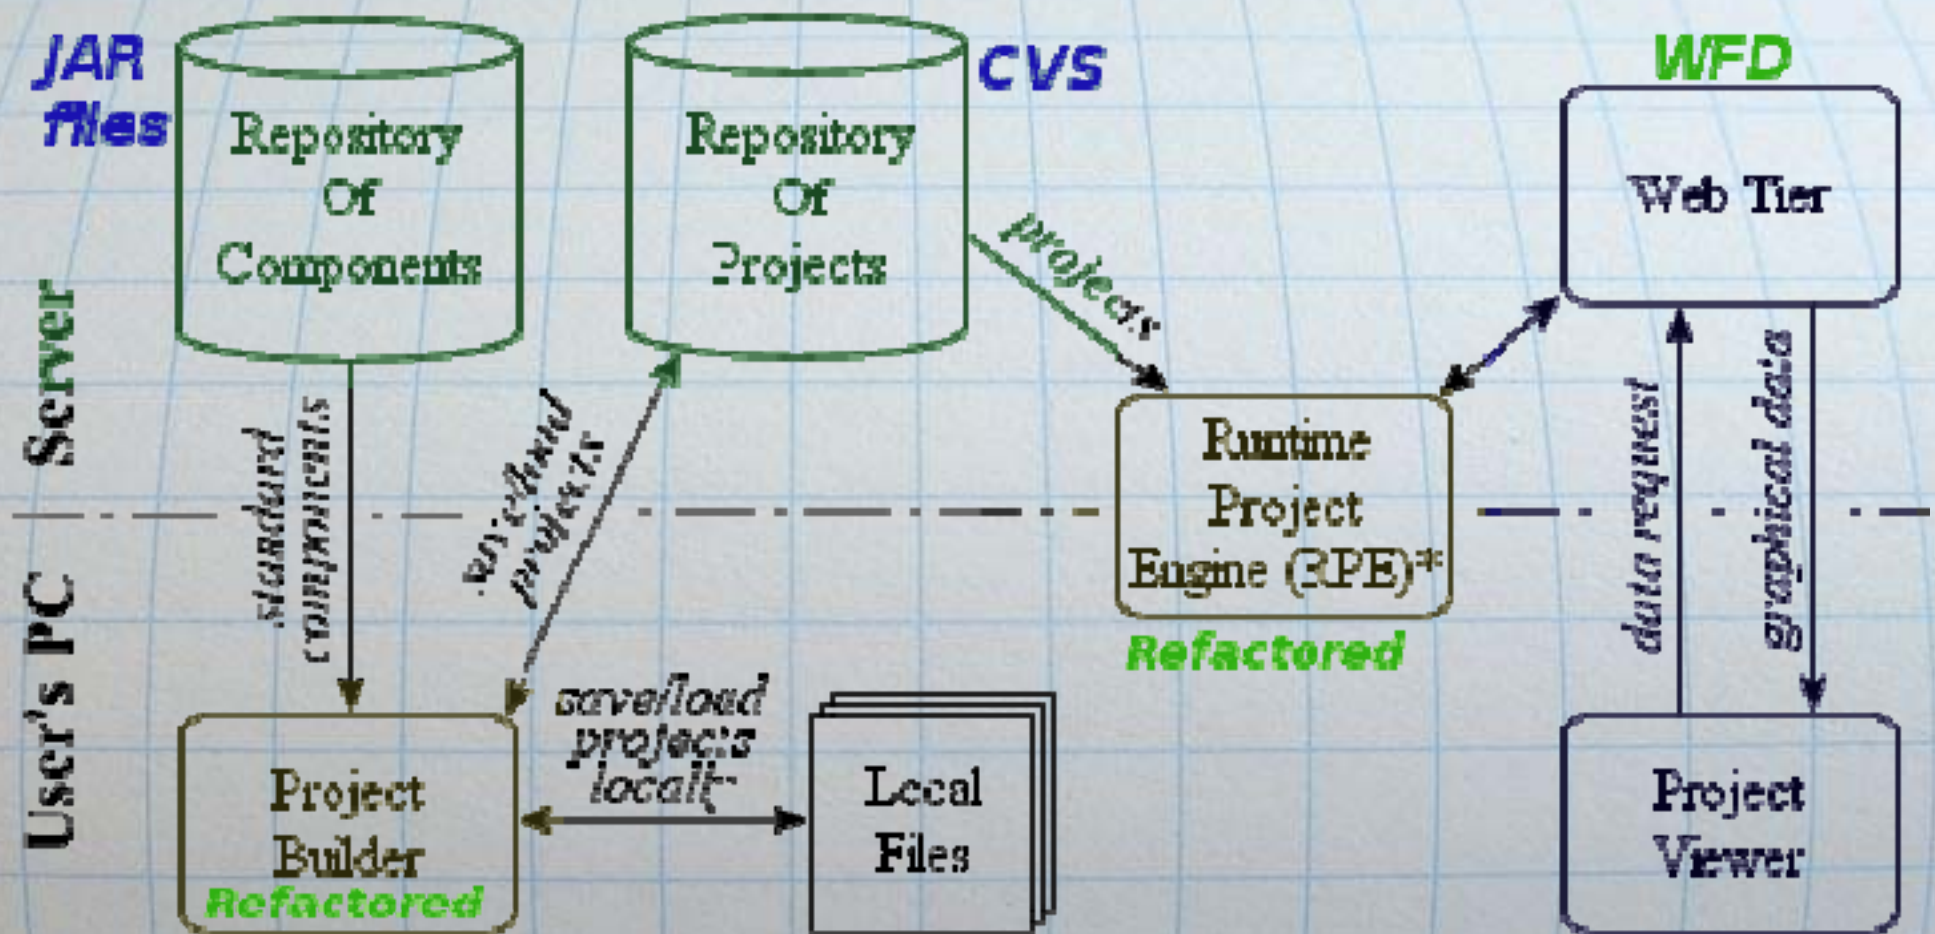 JAR
files
Repository
Of
Components
Repository
Of
Projects
CVS
WFD
Web Tier
projects
Server
standard
components
save/load
projects
Runtime
Project
Engine (RPE)*
Refactored
data request
graphical data
User's PC
Project
Builder
Refactored
save/load
projects
locally
Local
Files
Project
Viewer